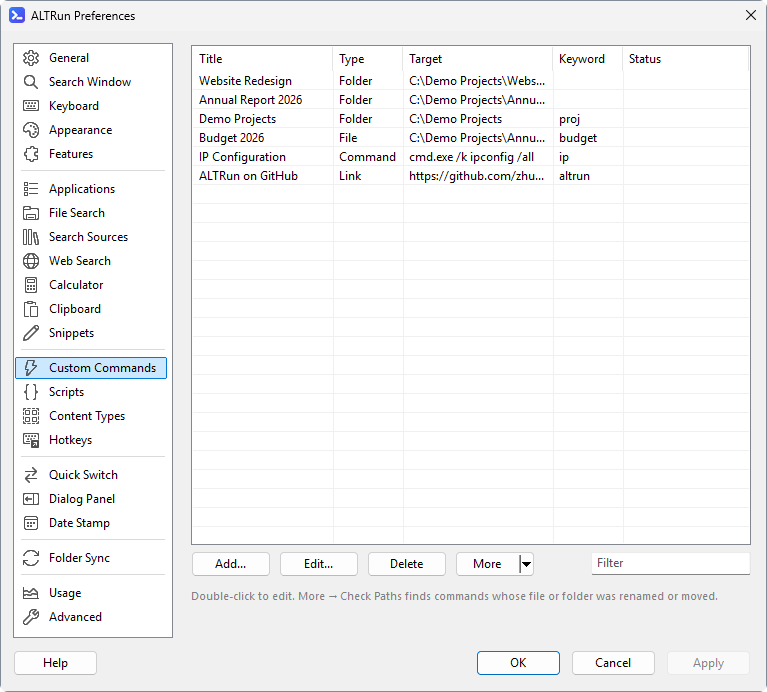 ALTRun Preferences
General
Search Window
Keyboard
Appearance
Features
Applications
File Search
Search Sources
Web Search
Calculator
Clipboard
Snippets
Custom Commands
Scripts
Content Types
Hotkeys
Quick Switch
Dialog Panel
Date Stamp
Folder Sync
Usage
Advanced
Title Type Target Keyword Status
Website Redesign Folder C:\Demo Projects\Webs...
Annual Report 2026 Folder C:\Demo Projects\Annu...
Demo Projects Folder C:\Demo Projects proj
Budget 2026 File C:\Demo Projects\Annu... budget
IP Configuration Command cmd.exe /k ipconfig /all ip
ALTRun on GitHub Link https://github.com/zhu... altrun
Add... Edit... Delete More Filter
Double-click to edit. More → Check Paths finds commands whose file or folder was renamed or moved.
Help OK Cancel Apply